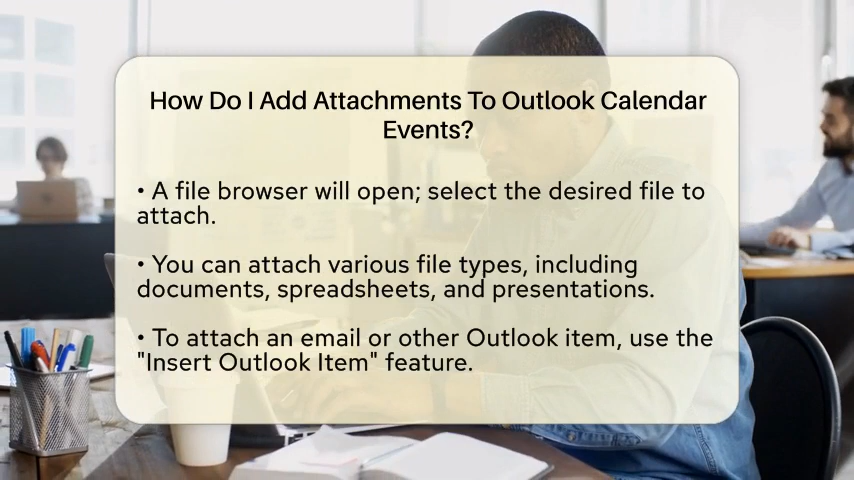 How Do I Add Attachments To Outlook Calendar
Events?
• A file browser will open; select the desired file to
attach.
• You can attach various file types, including
documents, spreadsheets, and presentations.
• To attach an email or other Outlook item, use the
"Insert Outlook Item" feature.